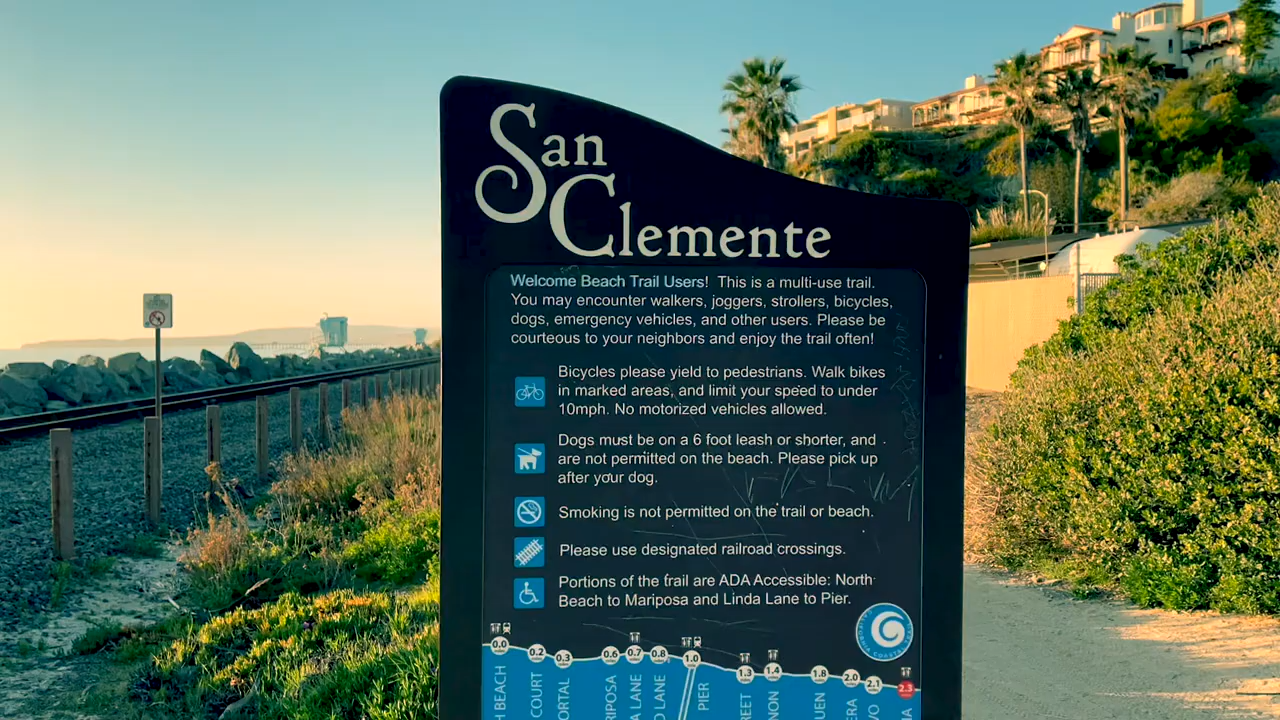 San
Clemente
Welcome Beach Trail Users! This is a multi-use trail.
You may encounter walkers, joggers, strollers, bicycles,
dogs, emergency vehicles, and other users. Please be
courteous to your neighbors and enjoy the trail often!
Bicycles please yield to pedestrians. Walk bikes
in marked areas, and limit your speed to under
10mph. No motorized vehicles allowed.
Dogs must be on a 6 foot leash or shorter, and
are not permitted on the beach. Please pick up
after your dog.
Smoking is not permitted on the trail or beach.
Please use designated railroad crossings.
Portions of the trail are ADA Accessible: North
Beach to Mariposa and Linda Lane to Pier.
0.0 0.2 0.3 0.6 0.7 0.8 1.0 1.3 1.4 1.8 2.0 2.1 2.3
BEACH
COURT
LANE
LANE
PIER